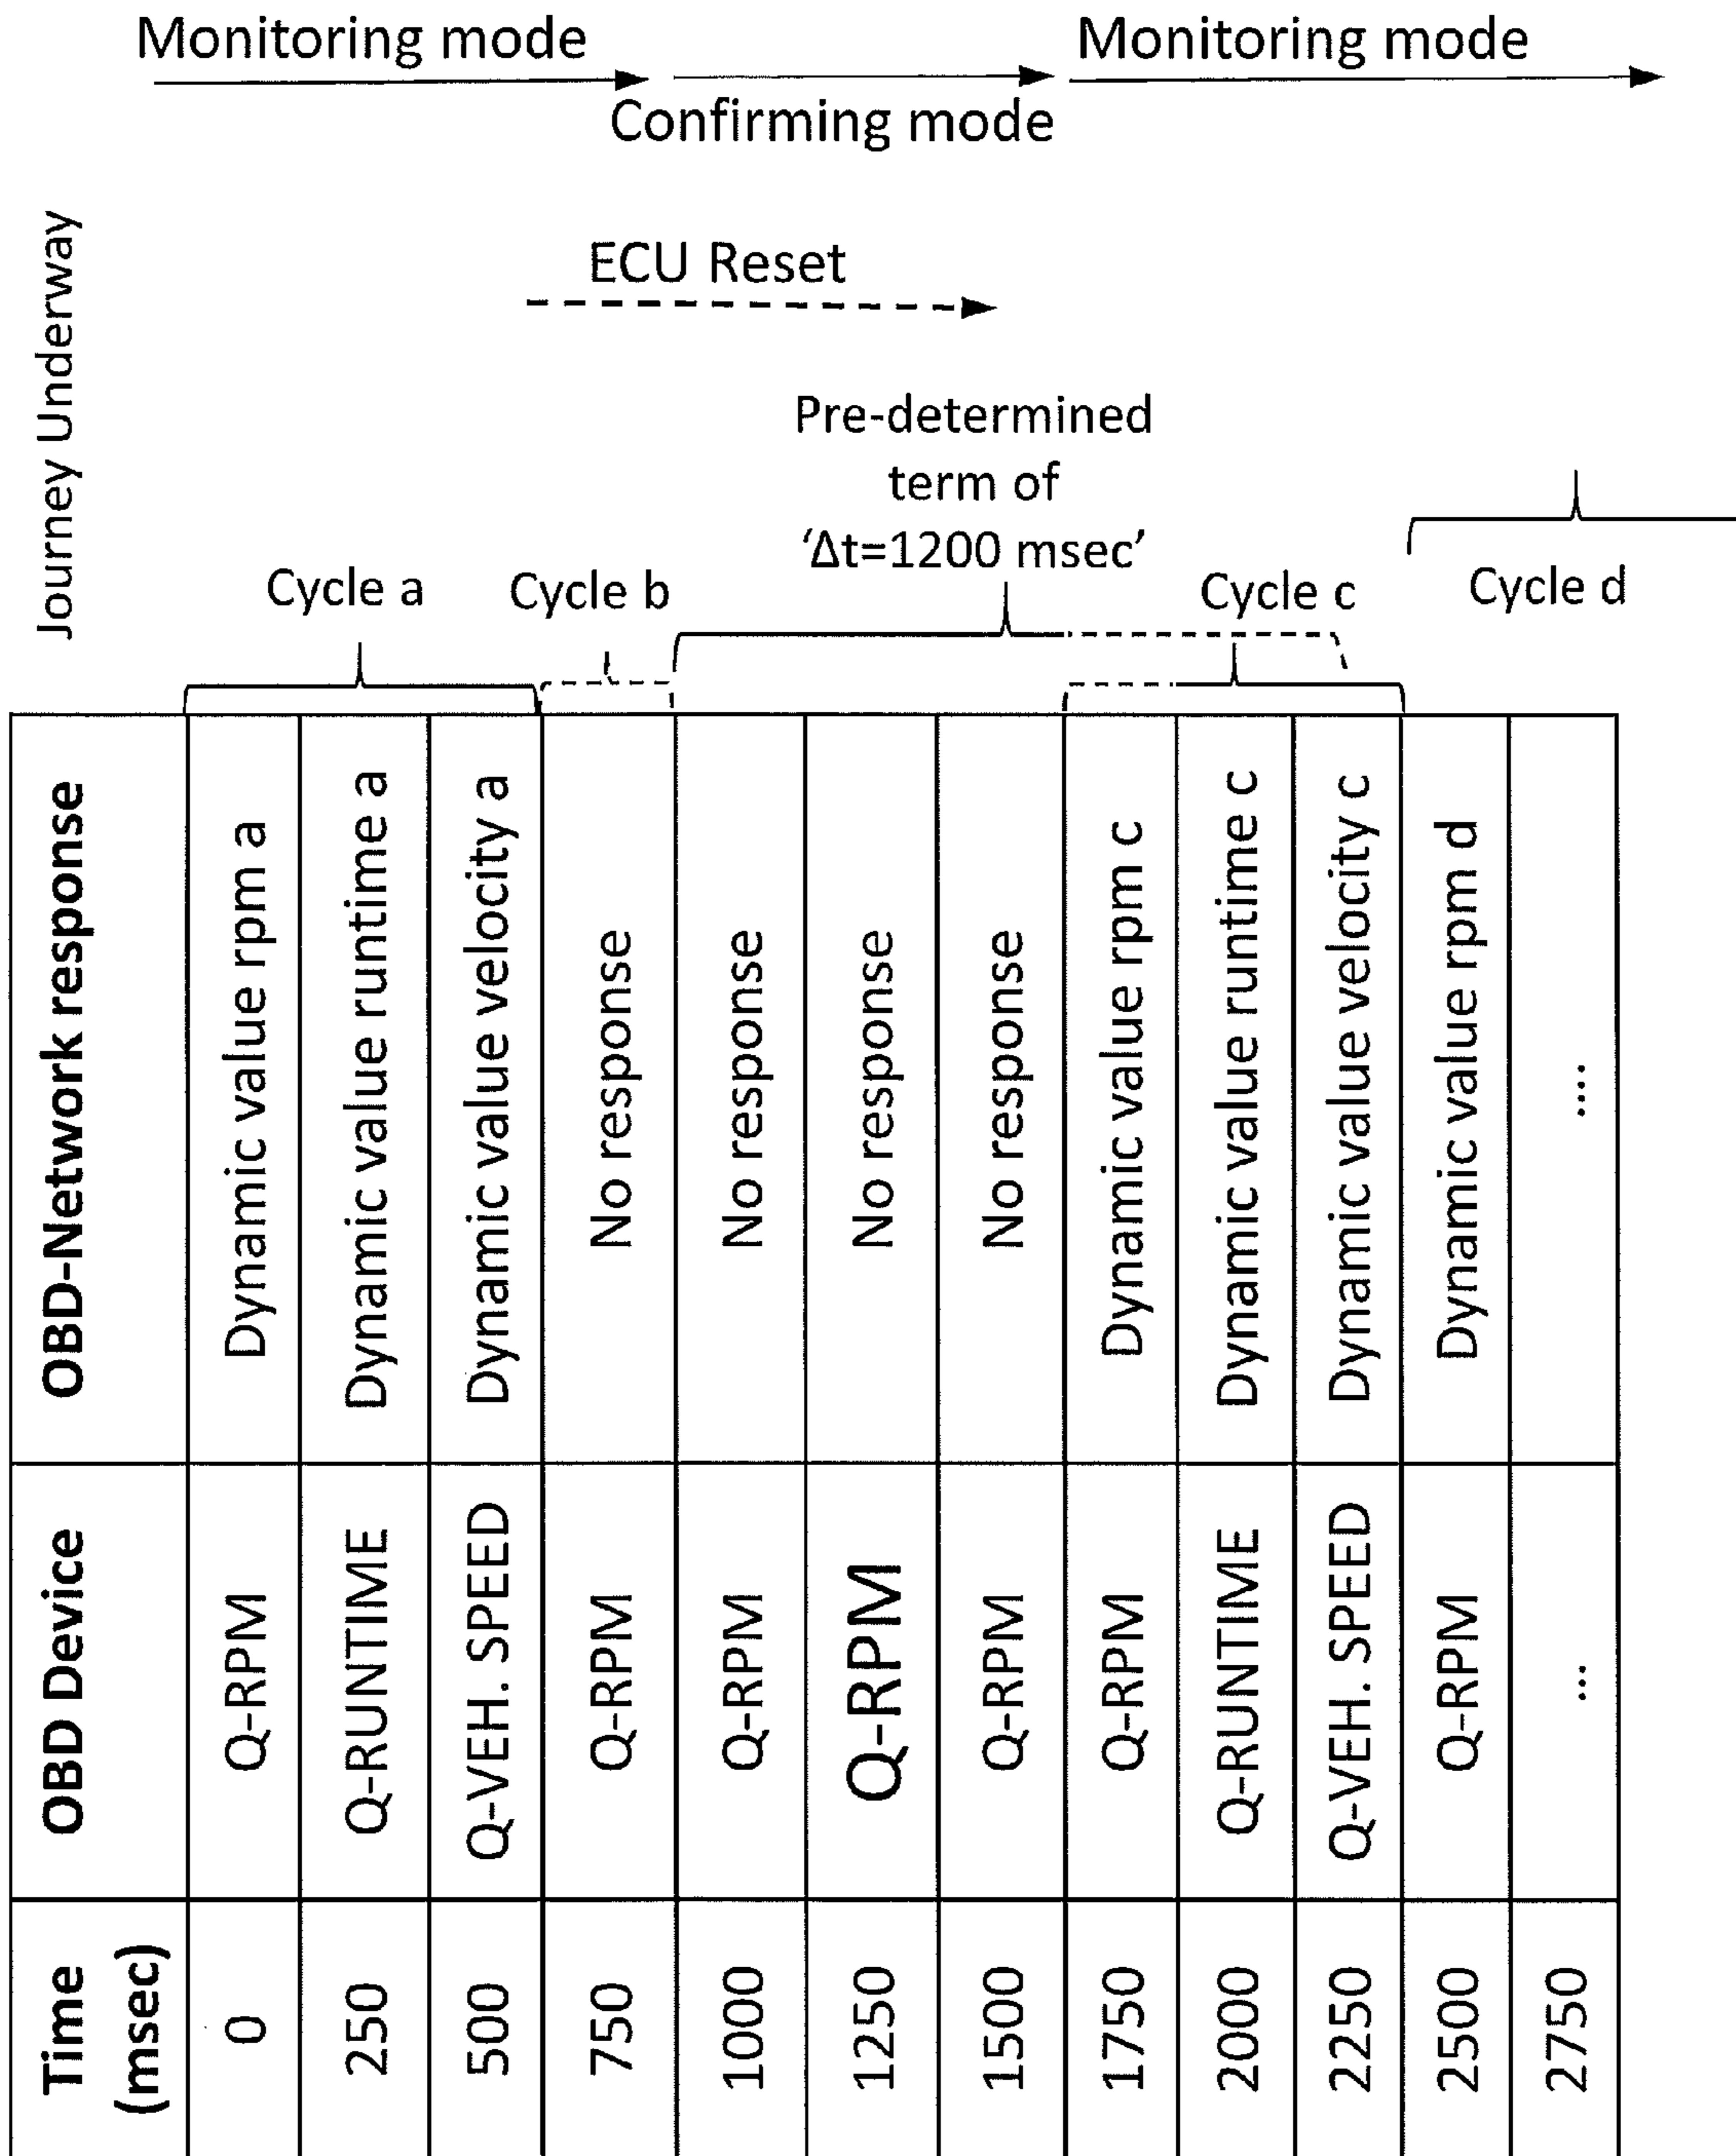 Monitoring mode
Monitoring mode
Confirming mode
Journey Underway
ECU Reset
Pre-determined
term of
‘Δt=1200 msec’
Cycle a
Cycle b
Cycle c
Cycle d
Time
(msec)
OBD Device
OBD-Network response
0
Q-RPM
Dynamic value rpm a
250
Q-RUNTIME
Dynamic value runtime a
500
Q-VEH. SPEED
Dynamic value velocity a
750
Q-RPM
No response
1000
Q-RPM
No response
1250
Q-RPM
No response
1500
Q-RPM
No response
1750
Q-RPM
Dynamic value rpm c
2000
Q-RUNTIME
Dynamic value runtime c
2250
Q-VEH. SPEED
Dynamic value velocity c
2500
Q-RPM
Dynamic value rpm d
2750
...
....